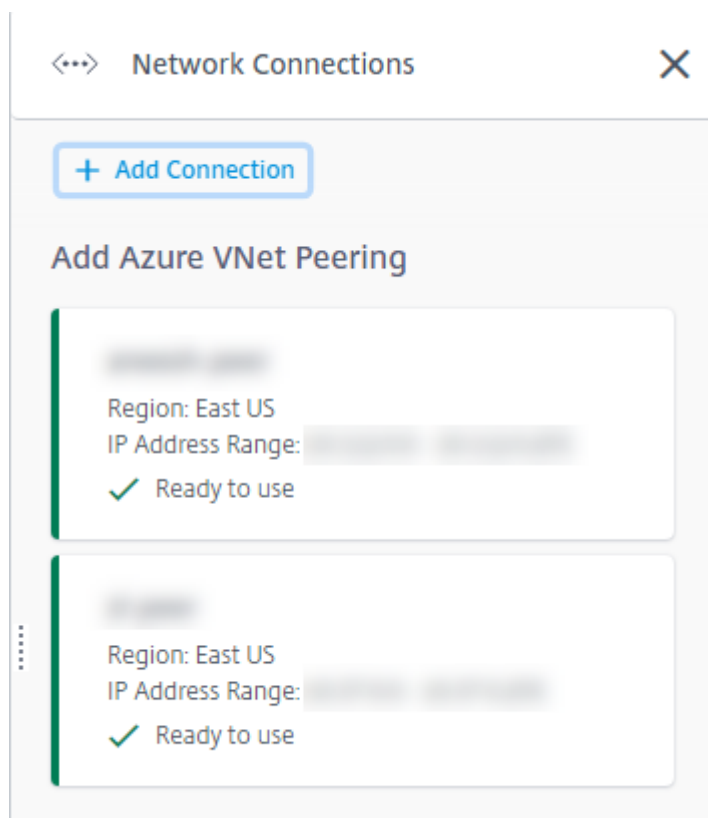 Network Connections
+ Add Connection
Add Azure VNet Peering
Region: East US
IP Address Range:
Ready to use
Region: East US
IP Address Range:
Ready to use